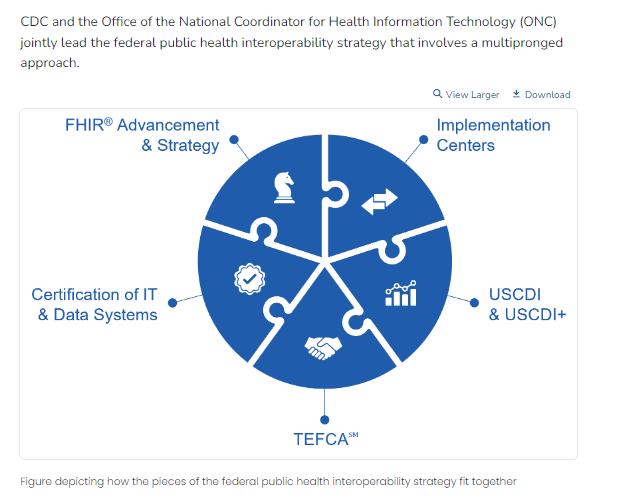 CDC and the Office of the National Coordinator for Health Information Technology (ONC)
jointly lead the federal public health interoperability strategy that involves a multipronged
approach.
View Larger Download
FHIR® Advancement
& Strategy
Implementation
Centers
Certification of IT
& Data Systems
USCDI
& USCDI+
TEFCA℠
Figure depicting how the pieces of the federal public health interoperability strategy fit together